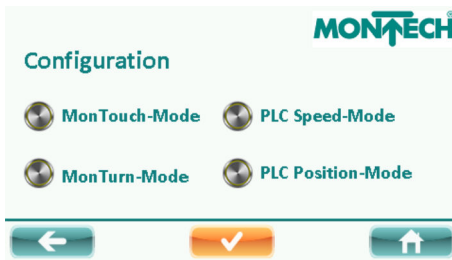 MONTECH®
Configuration
MonTouch-Mode
PLC Speed-Mode
MonTurn-Mode
PLC Position-Mode